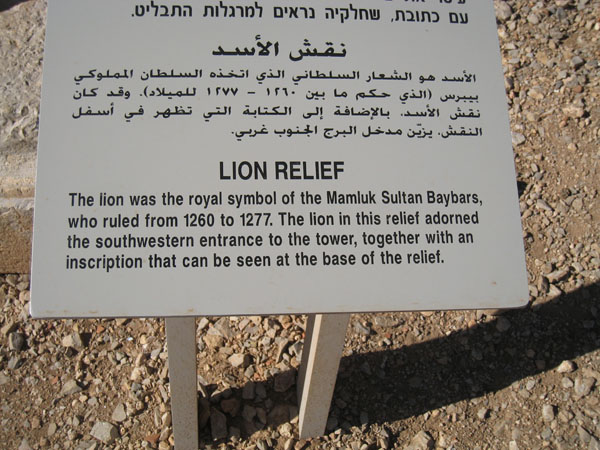 עם כתובת, שחלקיה נראים למרגלות התבליט.
نقش الأسد
الأسد هو الشعار السلطاني الذي اتخذه السلطان المملوكي
بيبرس (الذي حكم ما بين ١٢٦٠ – ١٢٧٧ للميلاد). وقد كان
نقش الأسد، بالإضافة إلى الكتابة التي تظهر في أسفل
النقش، يزيّن مدخل البرج الجنوب غربي.
LION RELIEF
The lion was the royal symbol of the Mamluk Sultan Baybars,
who ruled from 1260 to 1277. The lion in this relief adorned
the southwestern entrance to the tower, together with an
inscription that can be seen at the base of the relief.